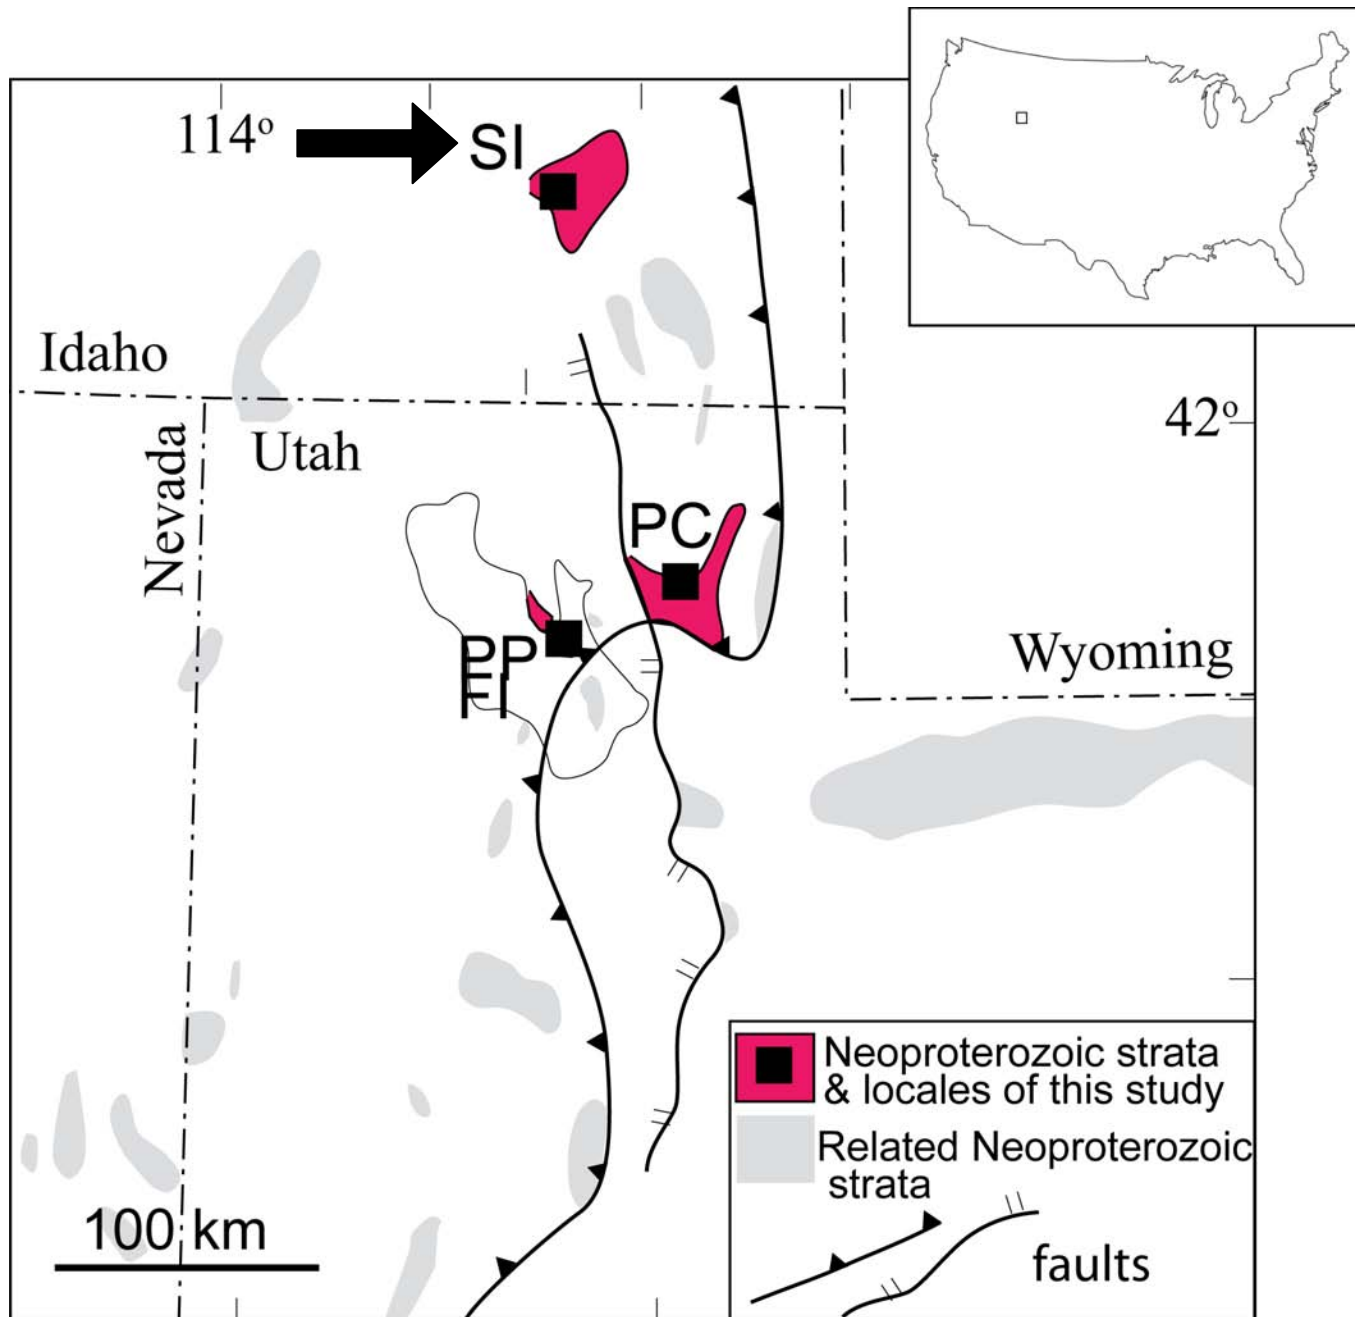 114°
SI
Idaho
42°
Utah
Nevada
PC
PP
FI
Wyoming
Neoproterozoic strata
& locales of this study
Related Neoproterozoic
strata
100 km
faults